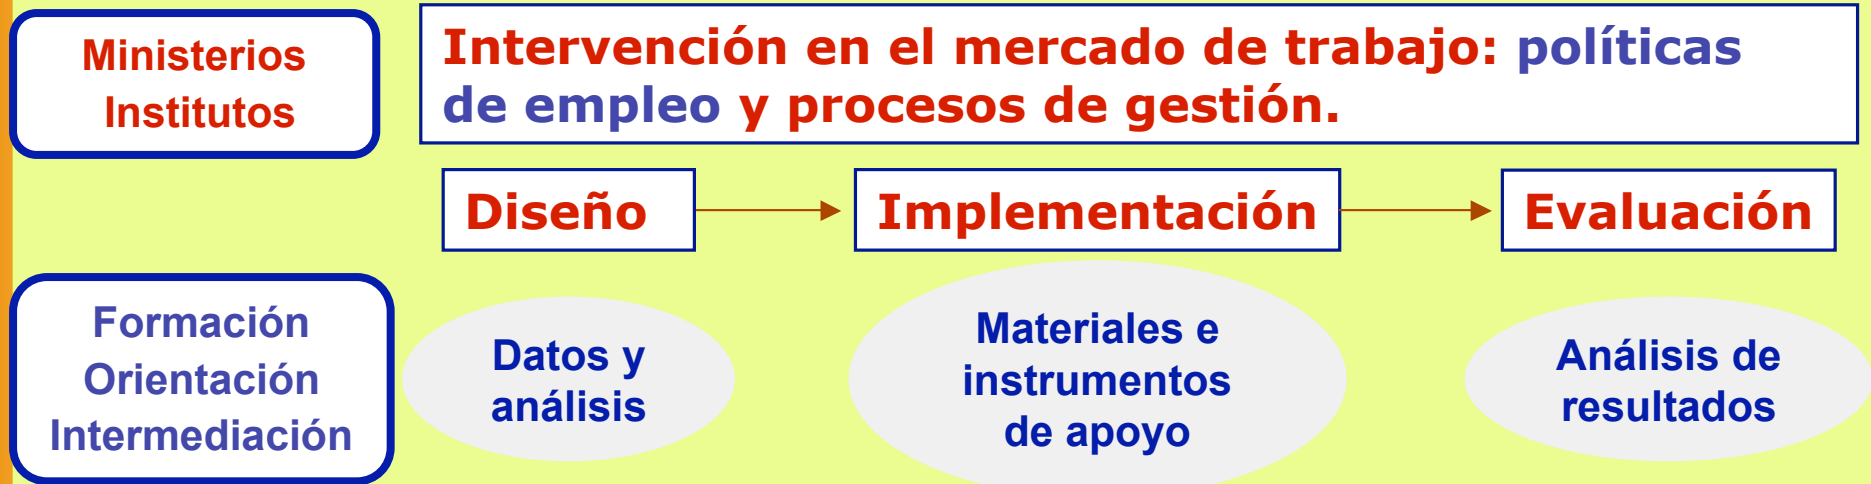 Ministerios
Institutos
Intervención en el mercado de trabajo: políticas
de empleo y procesos de gestión.
Diseño
Implementación
Evaluación
Formación
Orientación
Intermediación
Datos y
análisis
Materiales e
instrumentos
de apoyo
Análisis de
resultados